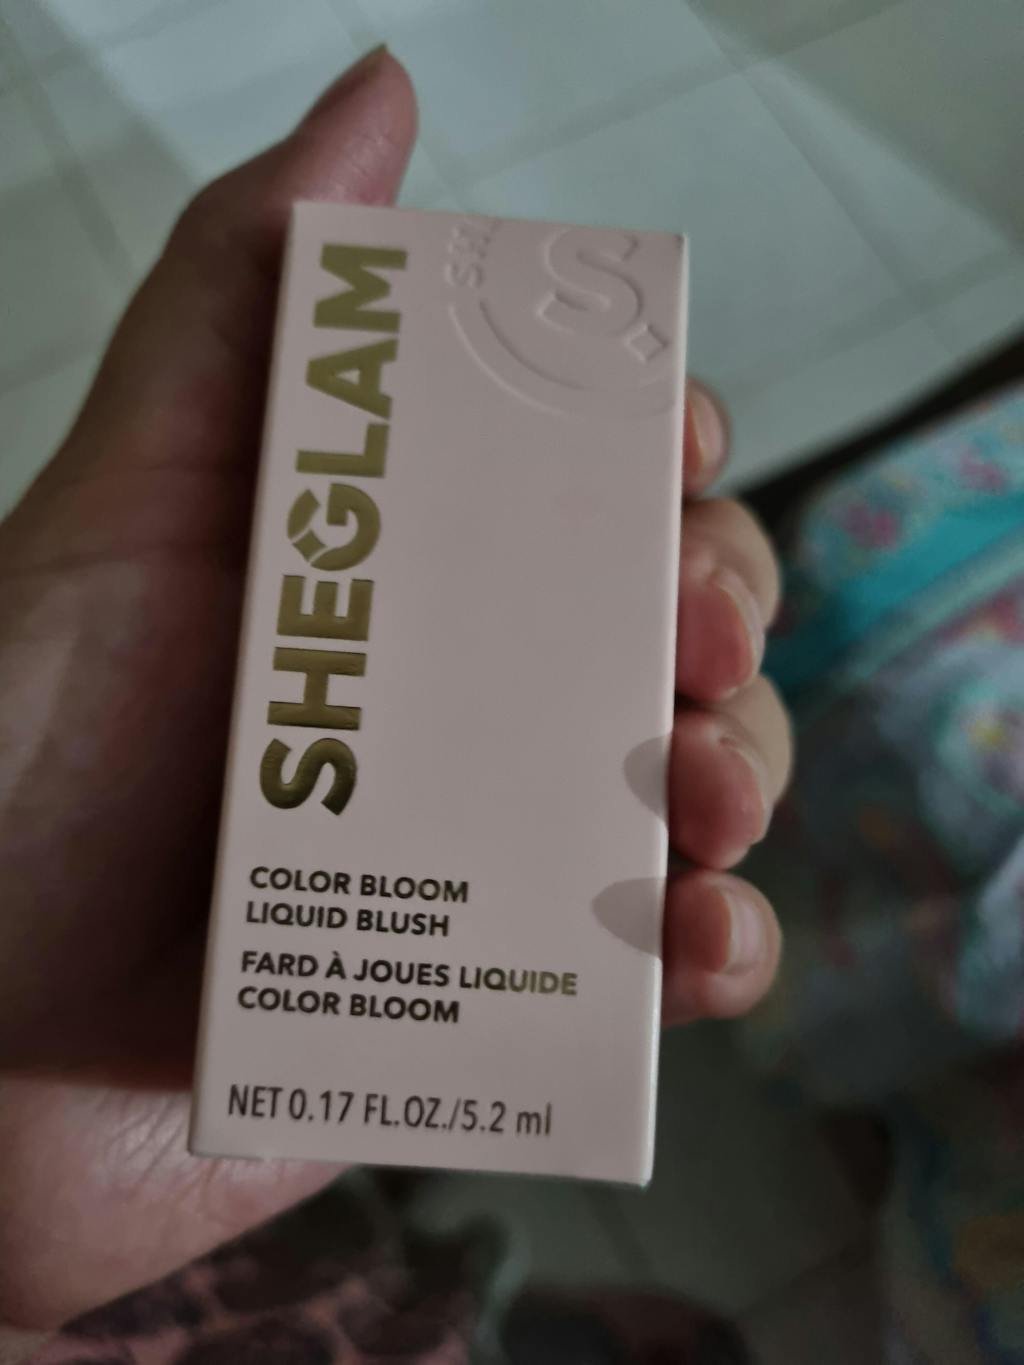 SHEGLAM
S.
COLOR BLOOM
LIQUID BLUSH
FARD À JOUES LIQUIDE
COLOR BLOOM
NET 0.17 FL.OZ./5.2 ml